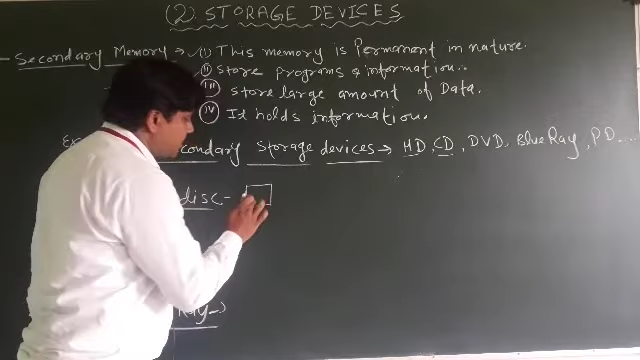 (2) STORAGE DEVICES
- Secondary Memory → (i) This memory is Permanent in nature.
(ii) Store programs & information..
(iii) Store large amount of Data.
(iv) It holds information.
Storage devices → HD, CD, DVD, BlueRay, PD....
disc -